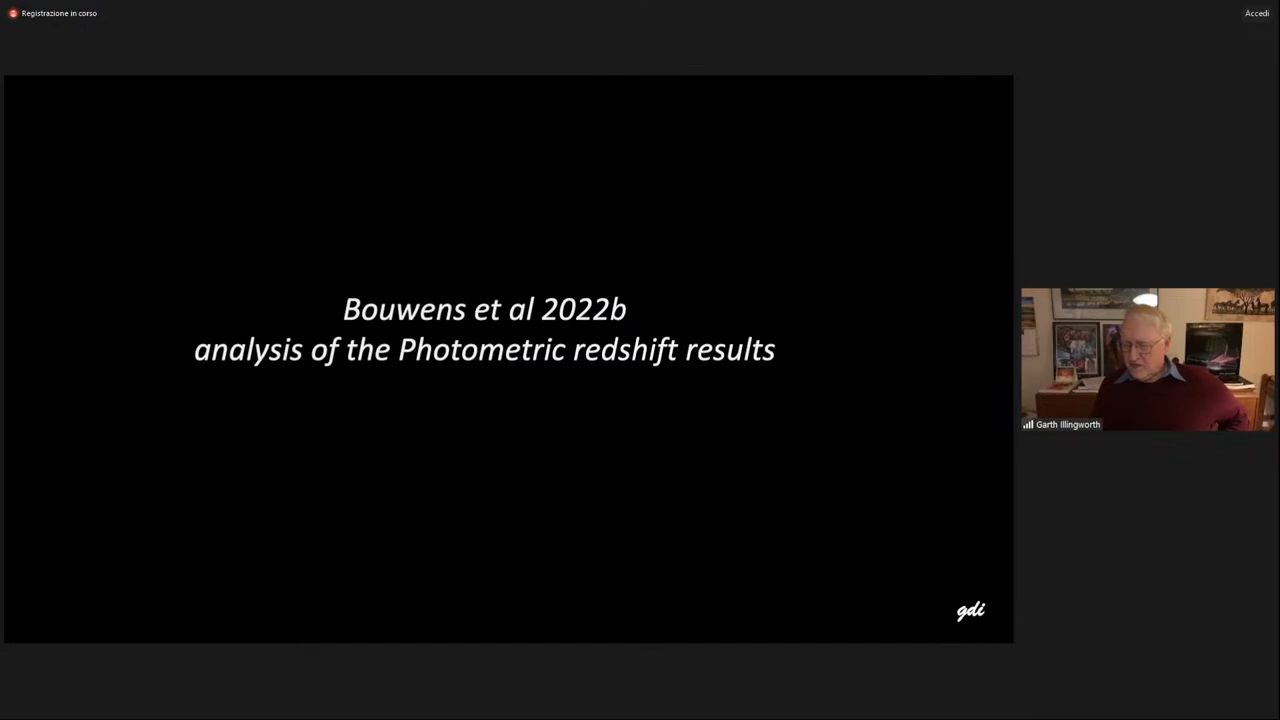 Registrazione in corso
Accedi
Bouwens et al 2022b
analysis of the Photometric redshift results
gdi
Garth Illingworth